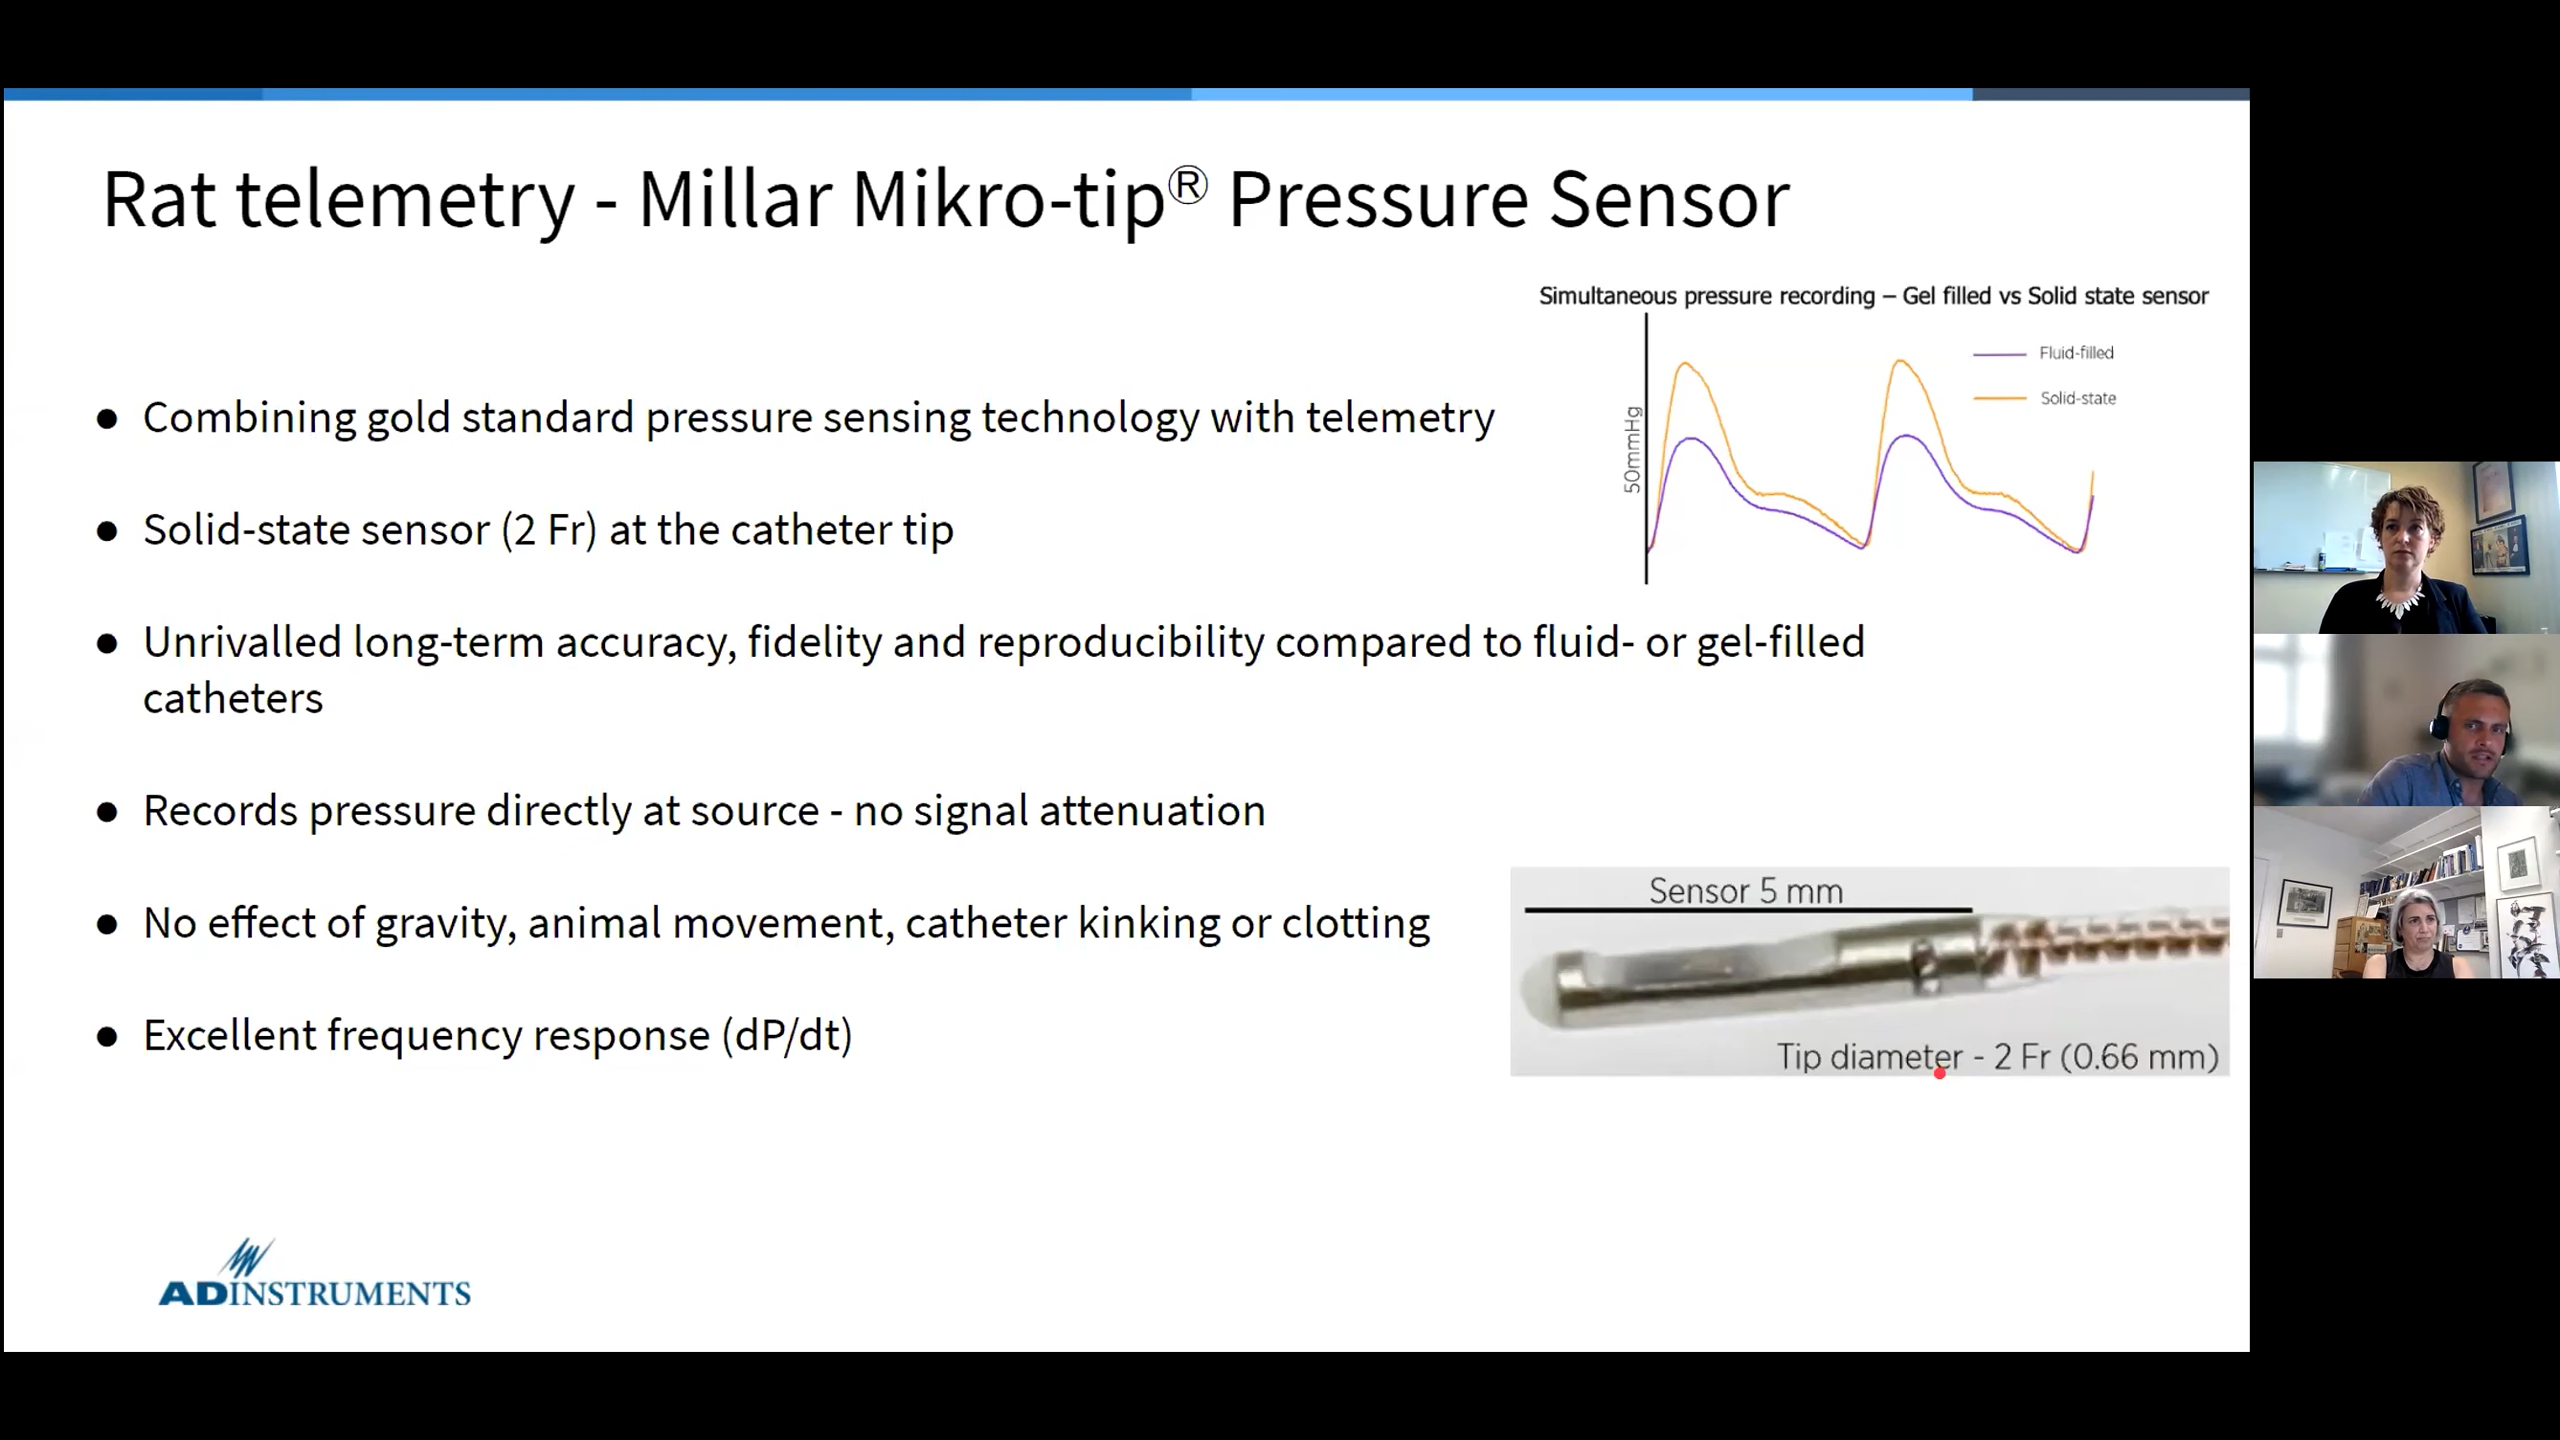 Rat telemetry - Millar Mikro-tip® Pressure Sensor
Simultaneous pressure recording – Gel filled vs Solid state sensor
50mmHg
Fluid-filled
Solid-state
● Combining gold standard pressure sensing technology with telemetry
● Solid-state sensor (2 Fr) at the catheter tip
● Unrivalled long-term accuracy, fidelity and reproducibility compared to fluid- or gel-filled
catheters
● Records pressure directly at source - no signal attenuation
● No effect of gravity, animal movement, catheter kinking or clotting
● Excellent frequency response (dP/dt)
Sensor 5 mm
Tip diameter - 2 Fr (0.66 mm)
ADINSTRUMENTS